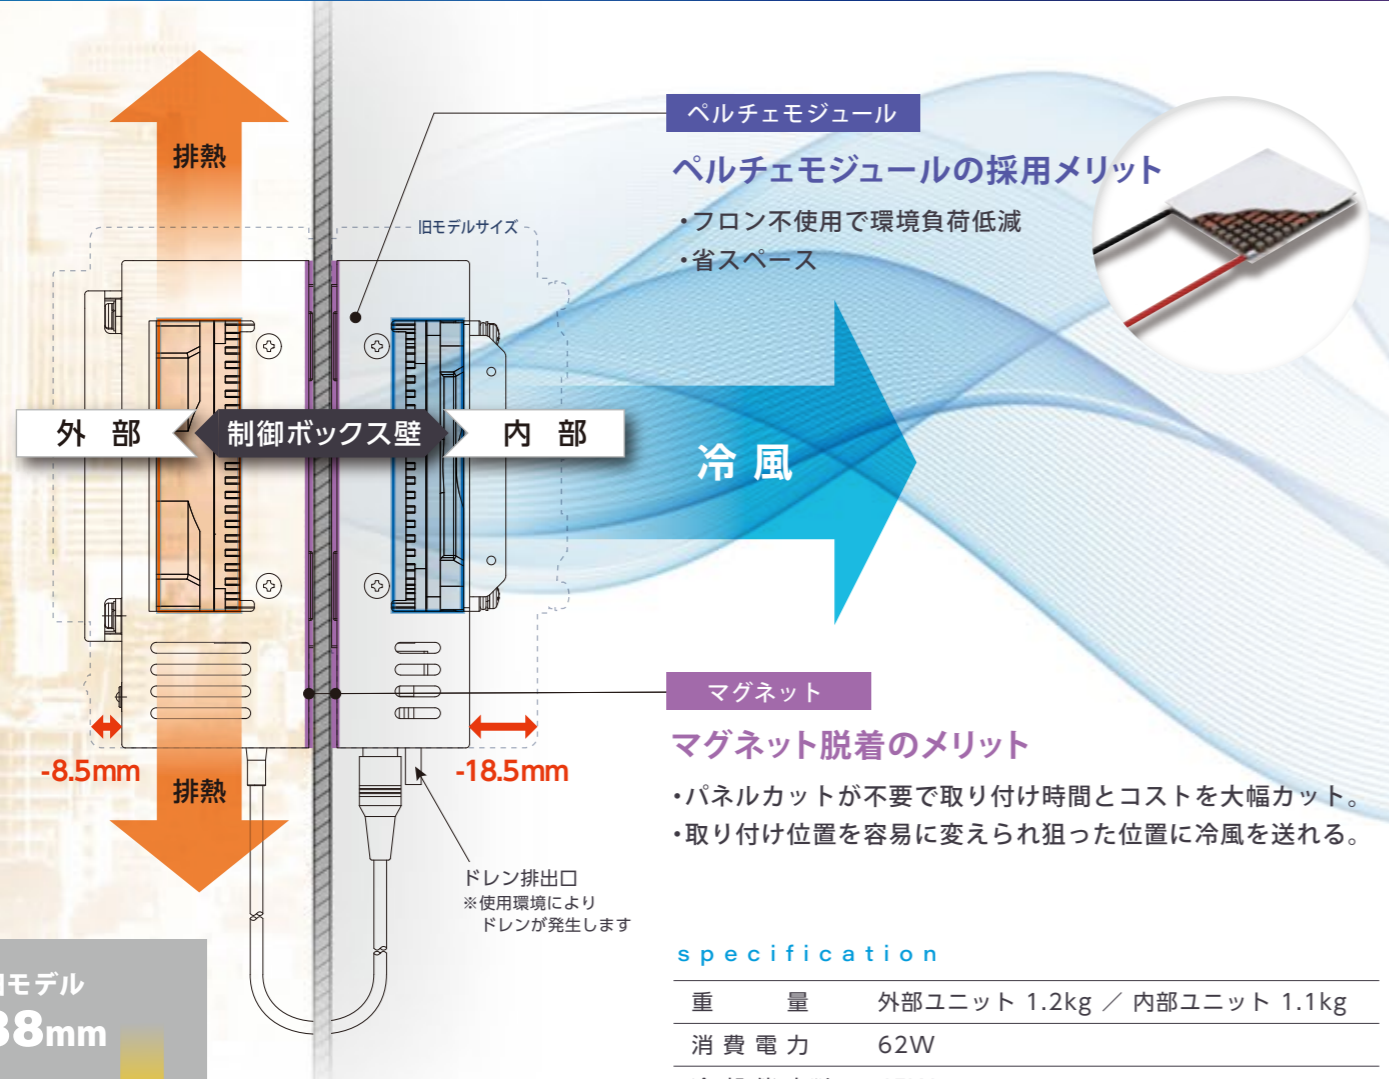 排熱
ペルチェモジュール
ペルチェモジュールの採用メリット
・フロン不使用で環境負荷低減
・省スペース
旧モデルサイズ
外 部
制御ボックス壁
内 部
冷 風
マグネット
マグネット脱着のメリット
・パネルカットが不要で取り付け時間とコストを大幅カット。
・取り付け位置を容易に変えられ狙った位置に冷風を送れる。
-8.5mm
-18.5mm
排熱
ドレン排出口
※使用環境により
ドレンが発生します
モデル
38mm
specification
重 量 外部ユニット 1.2kg / 内部ユニット 1.1kg
消費電力 62W